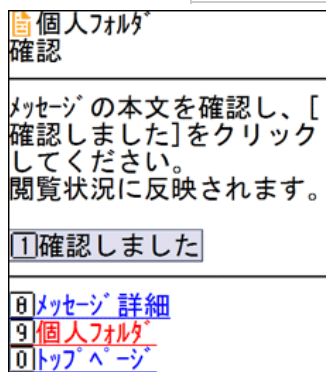 個人ﾌｫﾙﾀﾞ
確認
ﾒｯｾｰｼﾞの本文を確認し、[
確認しました]をクリック
してください。
閲覧状況に反映されます。
1確認しました
8ﾒｯｾｰｼﾞ詳細
9個人ﾌｫﾙﾀﾞ
0ﾄｯﾌﾟﾍﾟｰｼﾞ